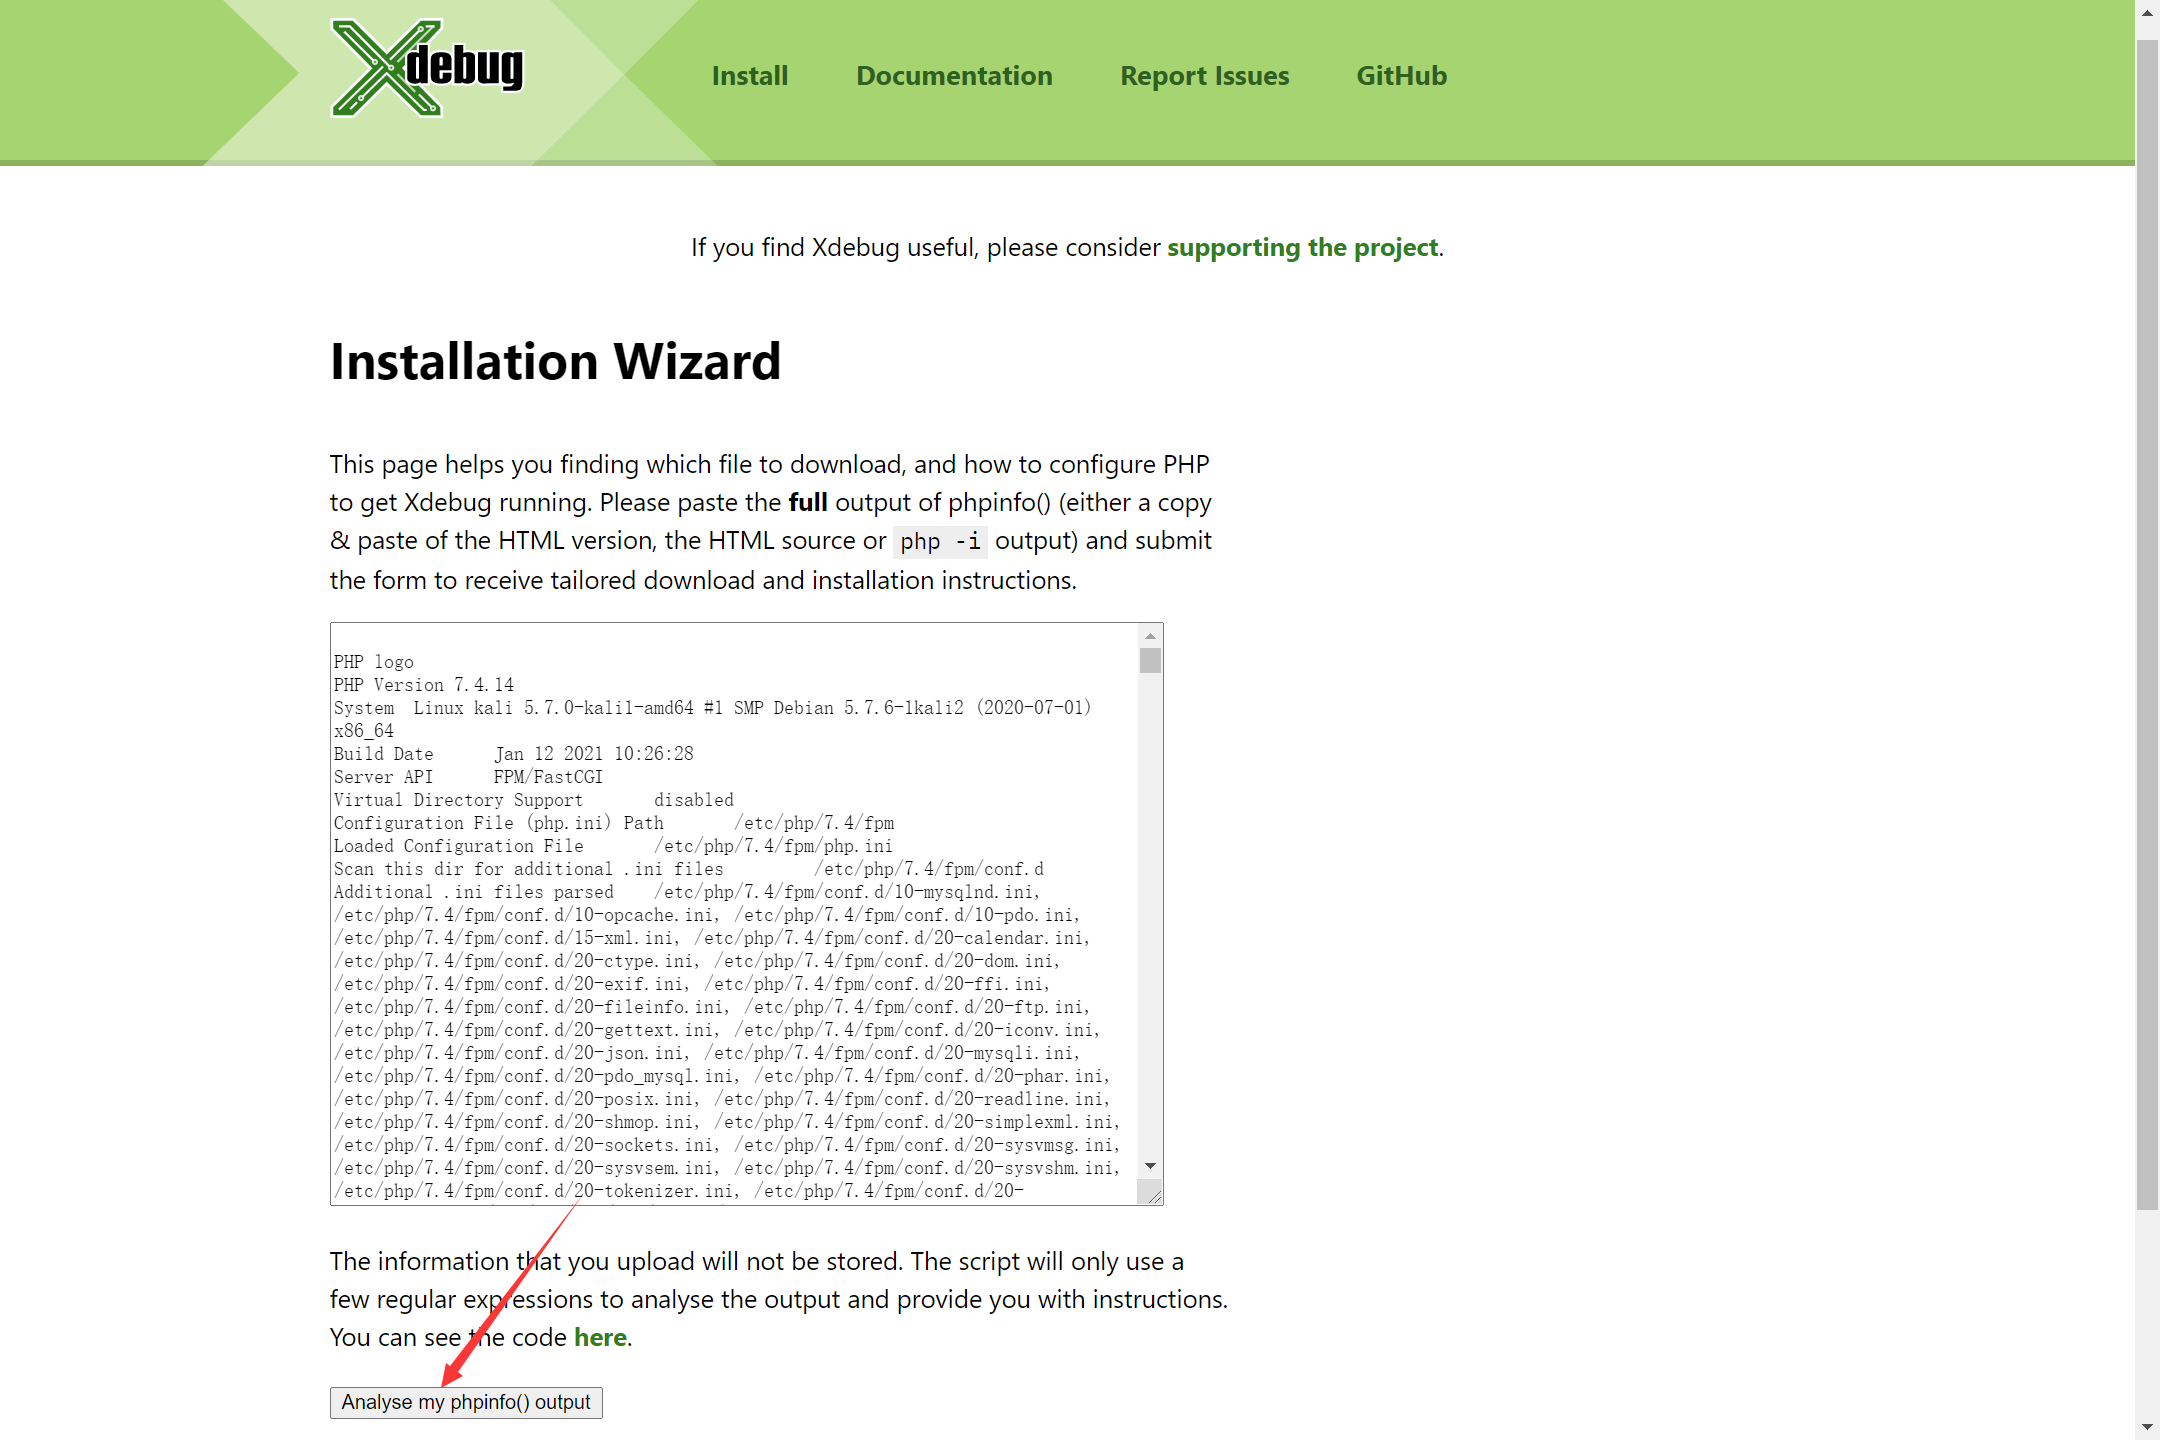 Xdebug
Install Documentation Report Issues GitHub
If you find Xdebug useful, please consider supporting the project.
Installation Wizard
This page helps you finding which file to download, and how to configure PHP
to get Xdebug running. Please paste the full output of phpinfo() (either a copy
& paste of the HTML version, the HTML source or php -i output) and submit
the form to receive tailored download and installation instructions.
PHP logo
PHP Version 7.4.14
System Linux kali 5.7.0-kali1-amd64 #1 SMP Debian 5.7.6-1kali2 (2020-07-01)
x86_64
Build Date Jan 12 2021 10:26:28
Server API FPM/FastCGI
Virtual Directory Support disabled
Configuration File (php.ini) Path /etc/php/7.4/fpm
Loaded Configuration File /etc/php/7.4/fpm/php.ini
Scan this dir for additional .ini files /etc/php/7.4/fpm/conf.d
Additional .ini files parsed /etc/php/7.4/fpm/conf.d/10-mysqlnd.ini,
/etc/php/7.4/fpm/conf.d/10-opcache.ini, /etc/php/7.4/fpm/conf.d/10-pdo.ini,
/etc/php/7.4/fpm/conf.d/15-xml.ini, /etc/php/7.4/fpm/conf.d/20-calendar.ini,
/etc/php/7.4/fpm/conf.d/20-ctype.ini, /etc/php/7.4/fpm/conf.d/20-dom.ini,
/etc/php/7.4/fpm/conf.d/20-exif.ini, /etc/php/7.4/fpm/conf.d/20-ffi.ini,
/etc/php/7.4/fpm/conf.d/20-fileinfo.ini, /etc/php/7.4/fpm/conf.d/20-ftp.ini,
/etc/php/7.4/fpm/conf.d/20-gettext.ini, /etc/php/7.4/fpm/conf.d/20-iconv.ini,
/etc/php/7.4/fpm/conf.d/20-json.ini, /etc/php/7.4/fpm/conf.d/20-mysqli.ini,
/etc/php/7.4/fpm/conf.d/20-pdo_mysql.ini, /etc/php/7.4/fpm/conf.d/20-phar.ini,
/etc/php/7.4/fpm/conf.d/20-posix.ini, /etc/php/7.4/fpm/conf.d/20-readline.ini,
/etc/php/7.4/fpm/conf.d/20-shmop.ini, /etc/php/7.4/fpm/conf.d/20-simplexml.ini,
/etc/php/7.4/fpm/conf.d/20-sockets.ini, /etc/php/7.4/fpm/conf.d/20-sysvmsg.ini,
/etc/php/7.4/fpm/conf.d/20-sysvsem.ini, /etc/php/7.4/fpm/conf.d/20-sysvshm.ini,
/etc/php/7.4/fpm/conf.d/20-tokenizer.ini, /etc/php/7.4/fpm/conf.d/20-
The information that you upload will not be stored. The script will only use a
few regular expressions to analyse the output and provide you with instructions.
You can see the code here.
Analyse my phpinfo() output